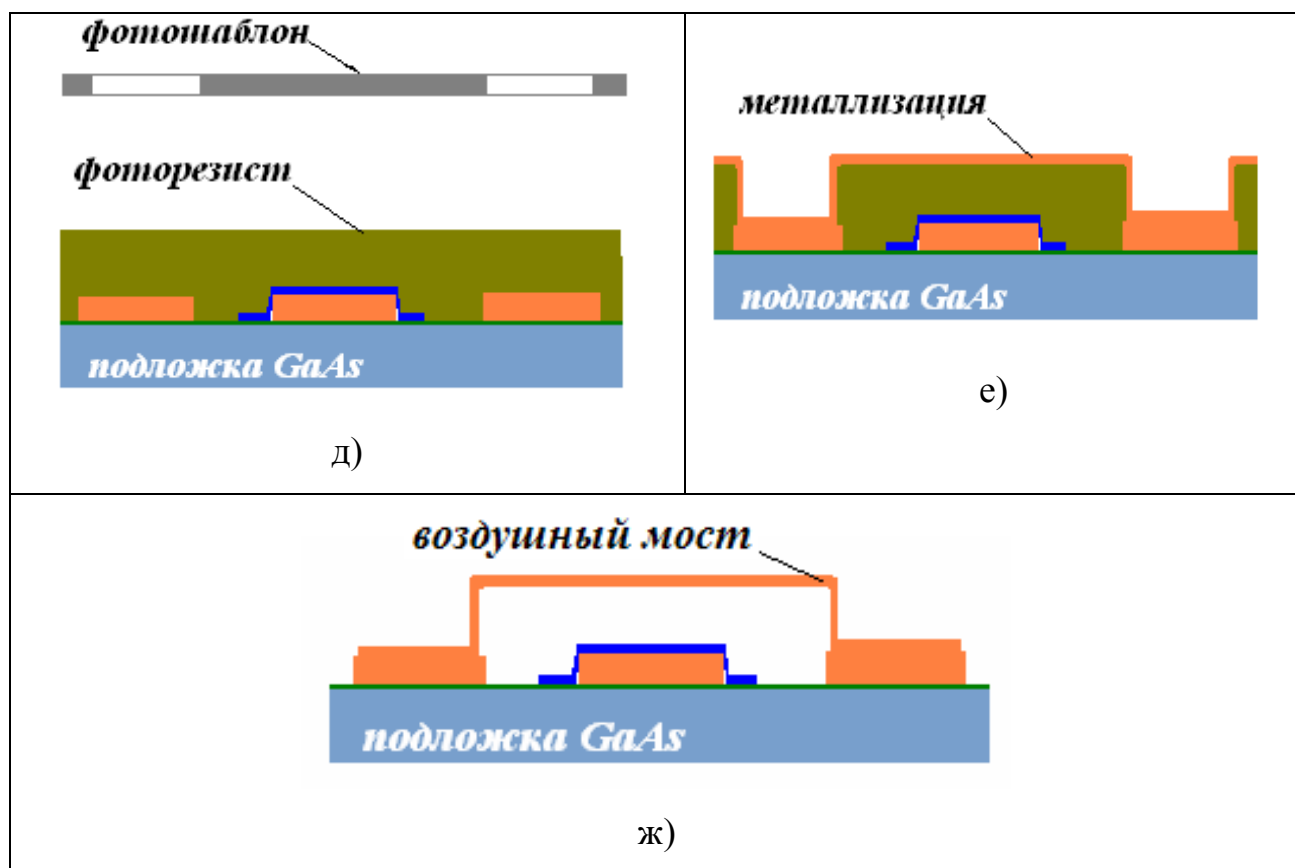 фотошаблон
фоторезист
подложка GaAs
д)
металлизация
подложка GaAs
е)
воздушный мост
подложка GaAs
ж)